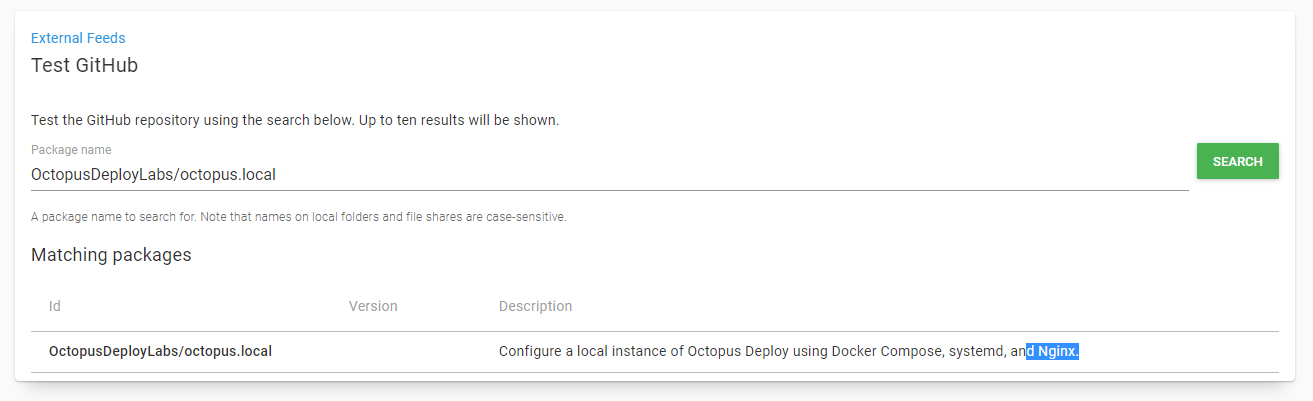 External Feeds
Test GitHub
Test the GitHub repository using the search below. Up to ten results will be shown.
Package name
OctopusDeployLabs/octopus.local
SEARCH
A package name to search for. Note that names on local folders and file shares are case-sensitive.
Matching packages
Id Version Description
OctopusDeployLabs/octopus.local Configure a local instance of Octopus Deploy using Docker Compose, systemd, and Nginx.